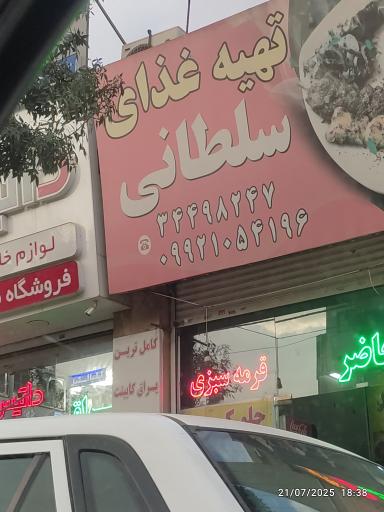 تهیه غذای
سلطانی
۳۴۴۹۸۲۴۷
۰۹۹۲۱۰۵۴۱۹۶
لوازم خا
فروشگاه
کامل ترین
یراق کابینت
قرمه سبزی
حاضر
21/07/2025 18:38